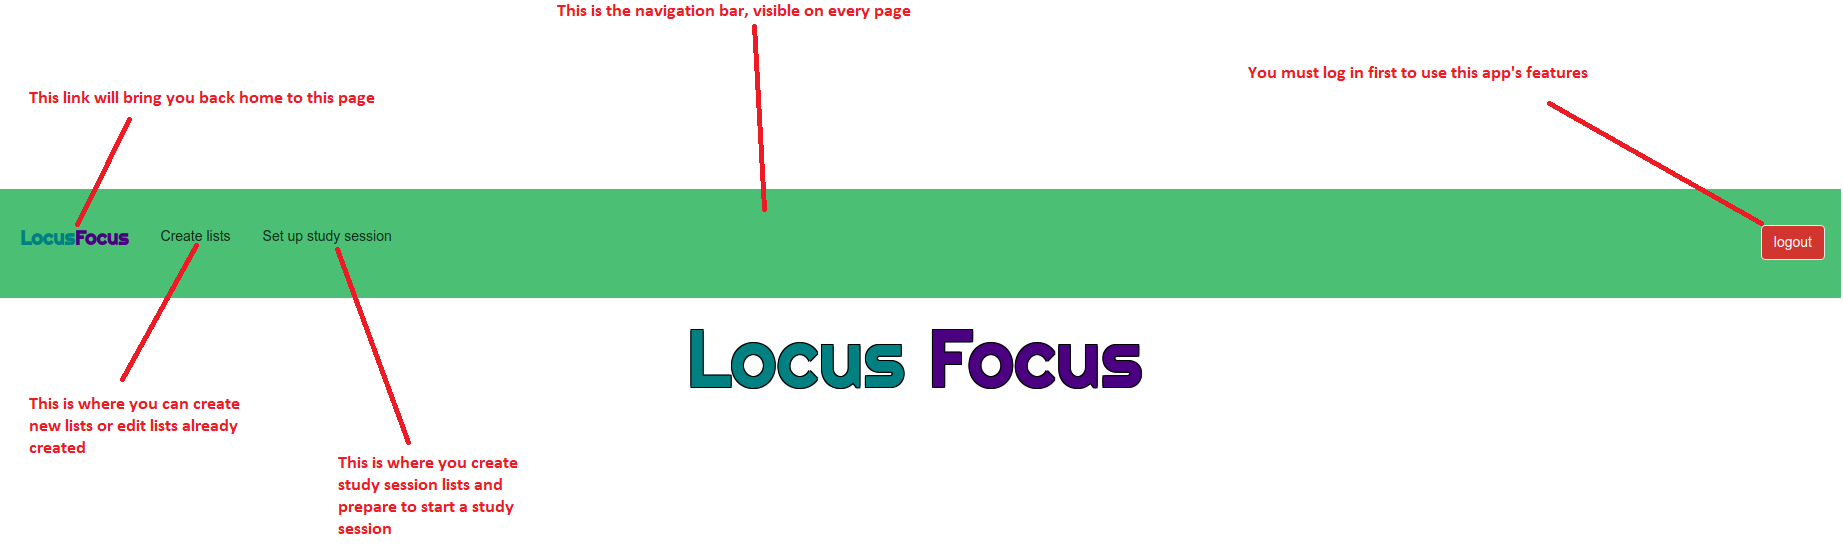 This is the navigation bar, visible on every page
You must log in first to use this app's features
This link will bring you back home to this page
LocusFocus
Create lists
Set up study session
logout
Locus Focus
This is where you can create
new lists or edit lists already
created
This is where you create
study session lists and
prepare to start a study
session